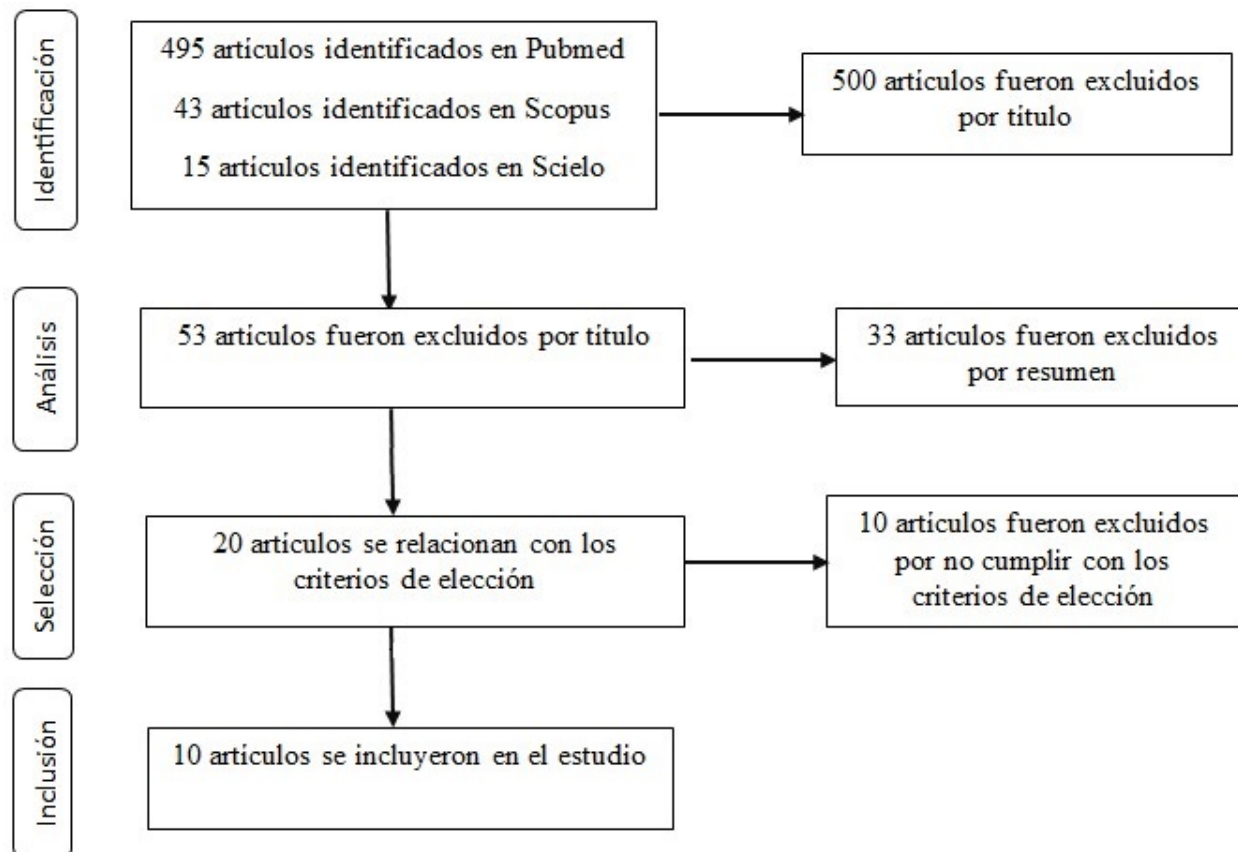 Identificación
495 artículos identificados en Pubmed
43 artículos identificados en Scopus
15 artículos identificados en Scielo
500 artículos fueron excluidos
por titulo
Análisis
53 artículos fueron excluidos por titulo
33 artículos fueron excluidos
por resumen
Selección
20 artículos se relacionan con los
criterios de elección
10 artículos fueron excluidos
por no cumplir con los
criterios de elección
Inclusión
10 artículos se incluyeron en el estudio